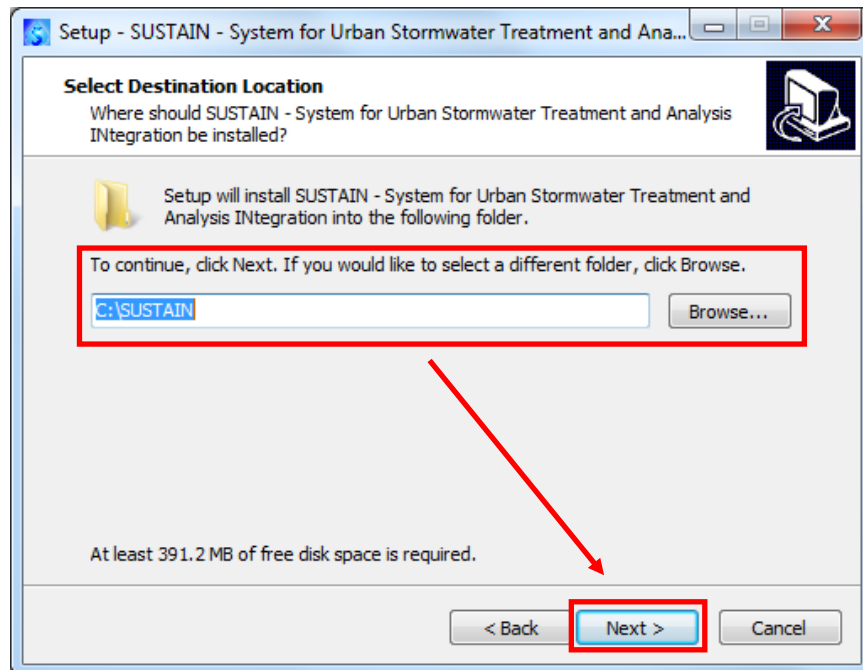 Setup - SUSTAIN - System for Urban Stormwater Treatment and Ana...
Select Destination Location
Where should SUSTAIN - System for Urban Stormwater Treatment and Analysis
INtegration be installed?
Setup will install SUSTAIN - System for Urban Stormwater Treatment and
Analysis INtegration into the following folder.
To continue, click Next. If you would like to select a different folder, click Browse.
C:\SUSTAIN
Browse...
At least 391.2 MB of free disk space is required.
< Back
Next >
Cancel